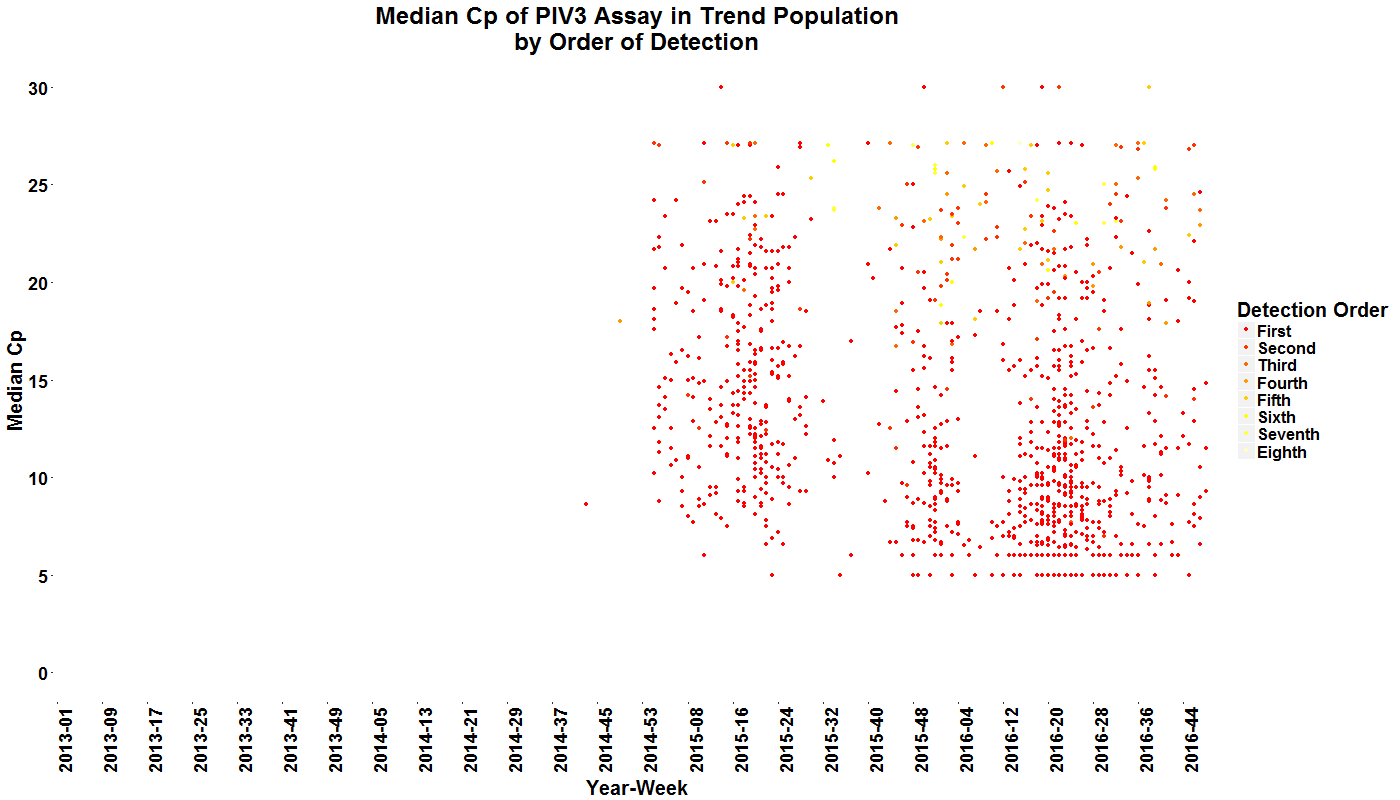 Median Cp of PIV3 Assay in Trend Population
by Order of Detection
Median Cp
30
25
20
15
10
5
0
2013-01
2013-09
2013-17
2013-25
2013-33
2013-41
2013-49
2014-05
2014-13
2014-21
2014-29
2014-37
2014-45
2014-53
2015-08
2015-16
2015-24
2015-32
2015-40
2015-48
2016-04
2016-12
2016-20
2016-28
2016-36
2016-44
Year-Week
Detection Order
First
Second
Third
Fourth
Fifth
Sixth
Seventh
Eighth